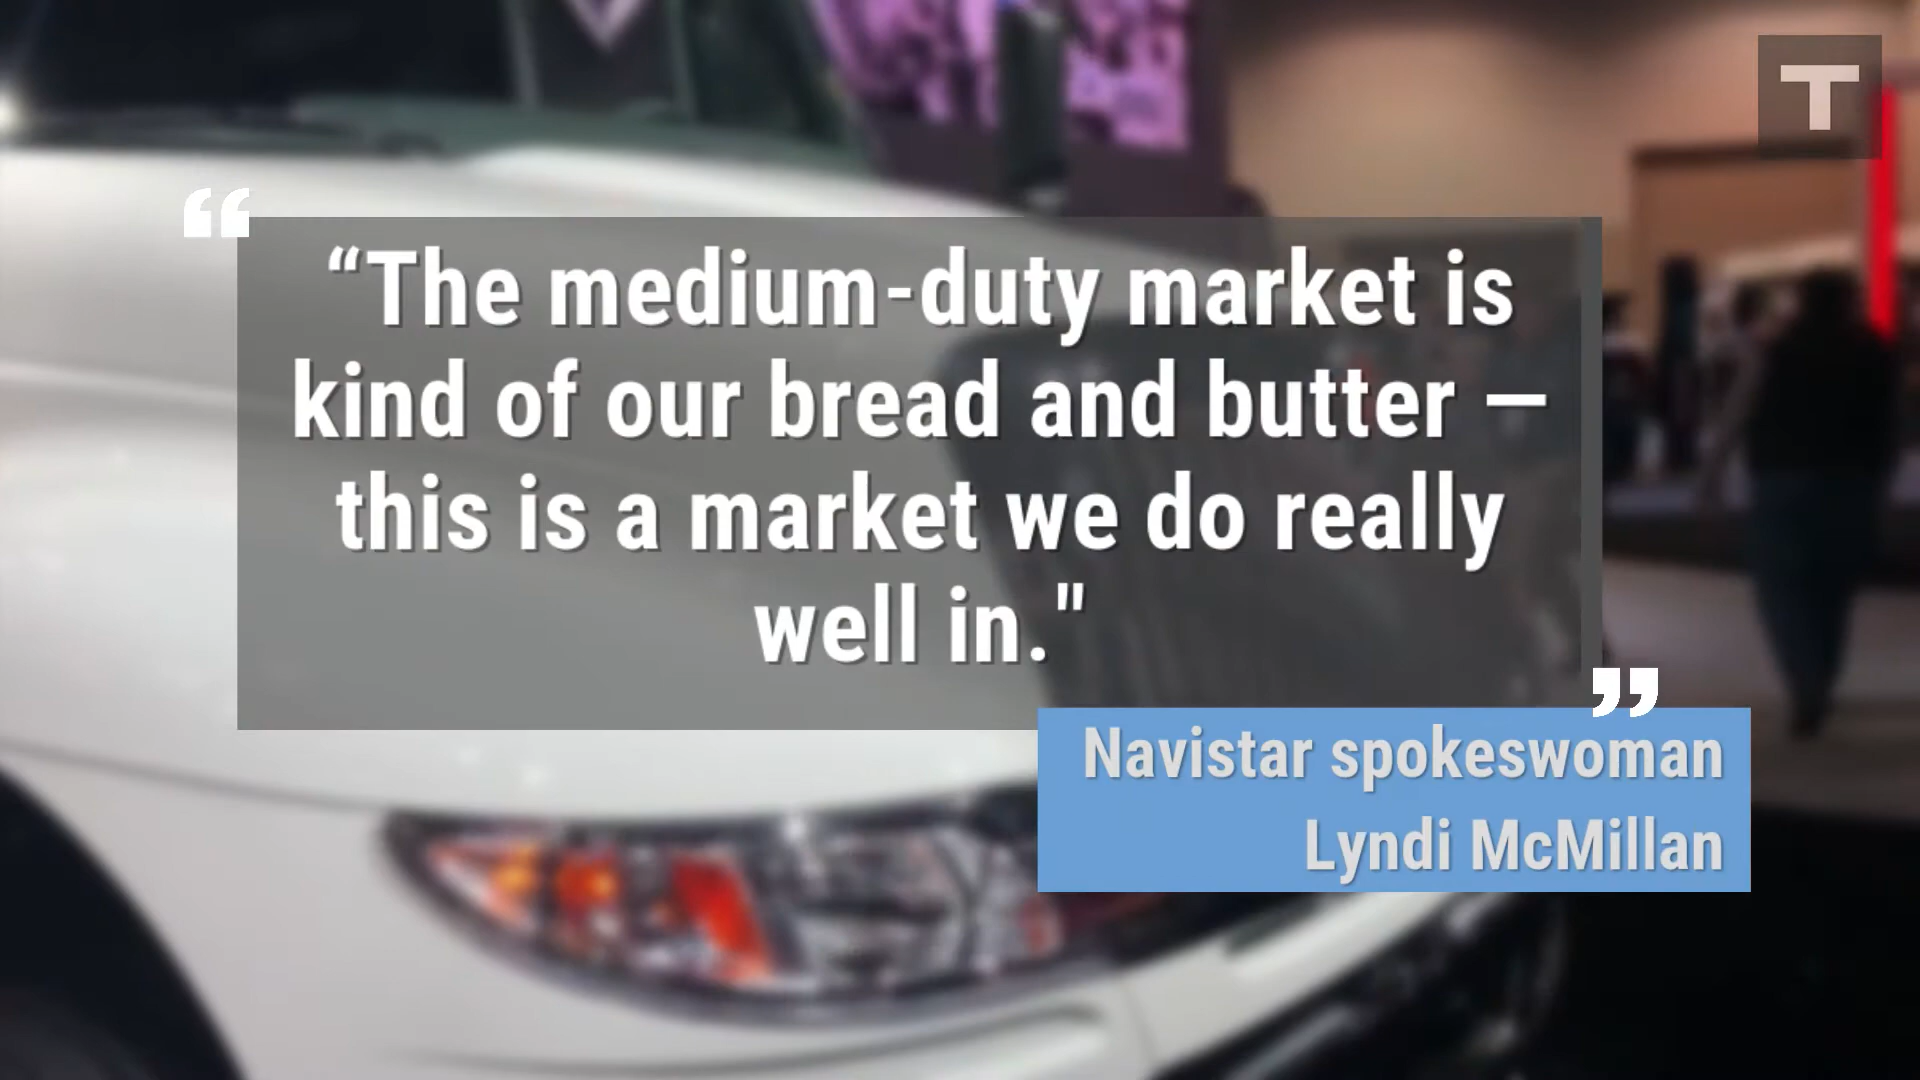 T
“The medium-duty market is
kind of our bread and butter —
this is a market we do really
well in."
Navistar spokeswoman
Lyndi McMillan